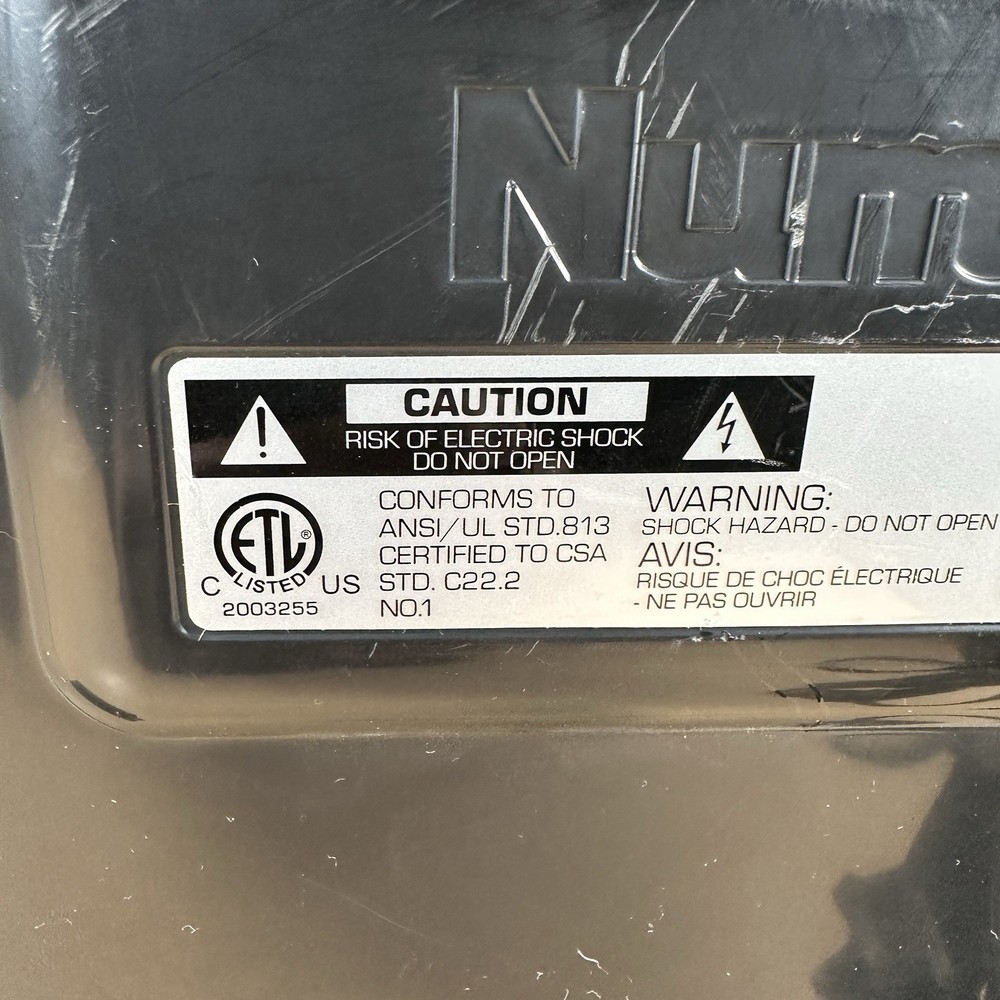 Num
CAUTION
RISK OF ELECTRIC SHOCK
DO NOT OPEN
ETL ®
LISTED
C US
2003255
CONFORMS TO
ANSI/UL STD.813
CERTIFIED TO CSA
STD. C22.2
NO.1
WARNING:
SHOCK HAZARD - DO NOT OPEN
AVIS:
RISQUE DE CHOC ÉLECTRIQUE
- NE PAS OUVRIR